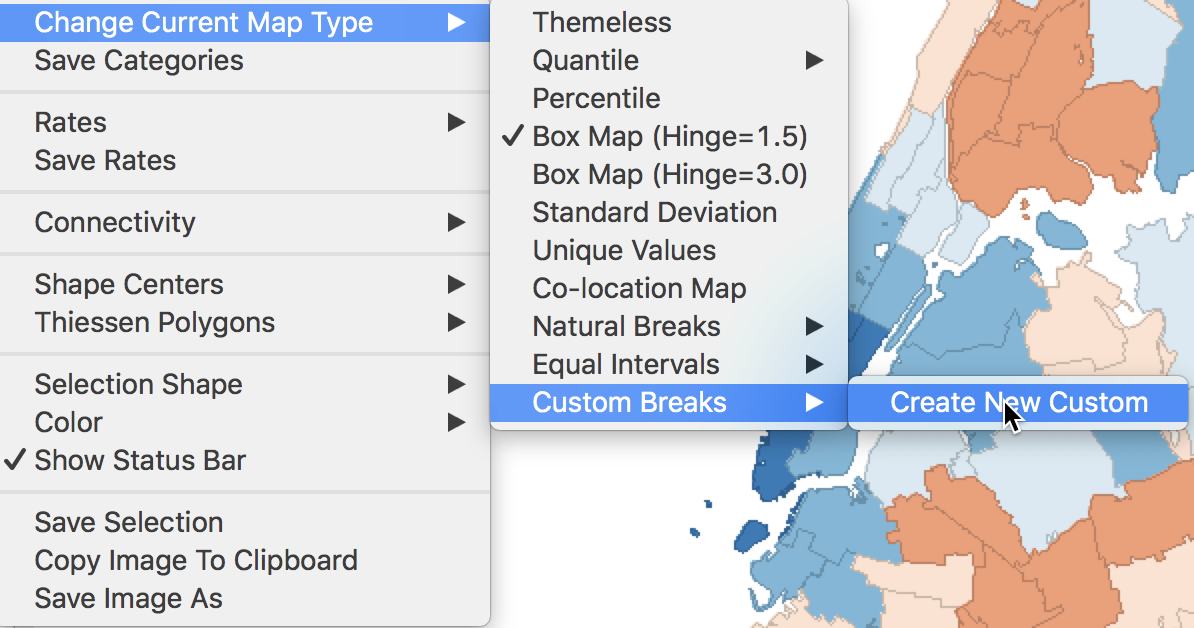 Change Current Map Type
Save Categories
Rates
Save Rates
Connectivity
Shape Centers
Thiessen Polygons
Selection Shape
Color
Show Status Bar
Save Selection
Copy Image To Clipboard
Save Image As
Themeless
Quantile
Percentile
Box Map (Hinge=1.5)
Box Map (Hinge=3.0)
Standard Deviation
Unique Values
Co-location Map
Natural Breaks
Equal Intervals
Custom Breaks
Create New Custom